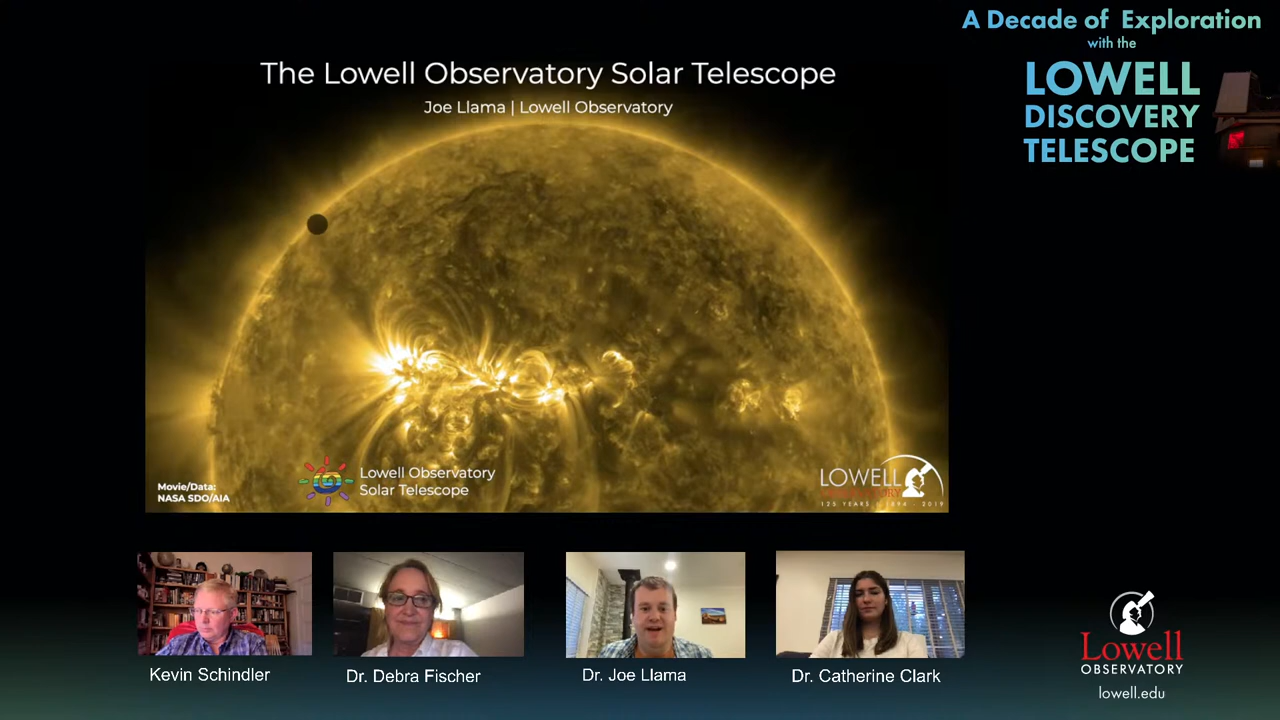 A Decade of Exploration
with the
LOWELL
DISCOVERY
TELESCOPE
The Lowell Observatory Solar Telescope
Joe Llama | Lowell Observatory
Movie/Data:
NASA SDO/AIA
Lowell Observatory
Solar Telescope
LOWELL
Kevin Schindler
Dr. Debra Fischer
Dr. Joe Llama
Dr. Catherine Clark
Lowell
OBSERVATORY
lowell.edu